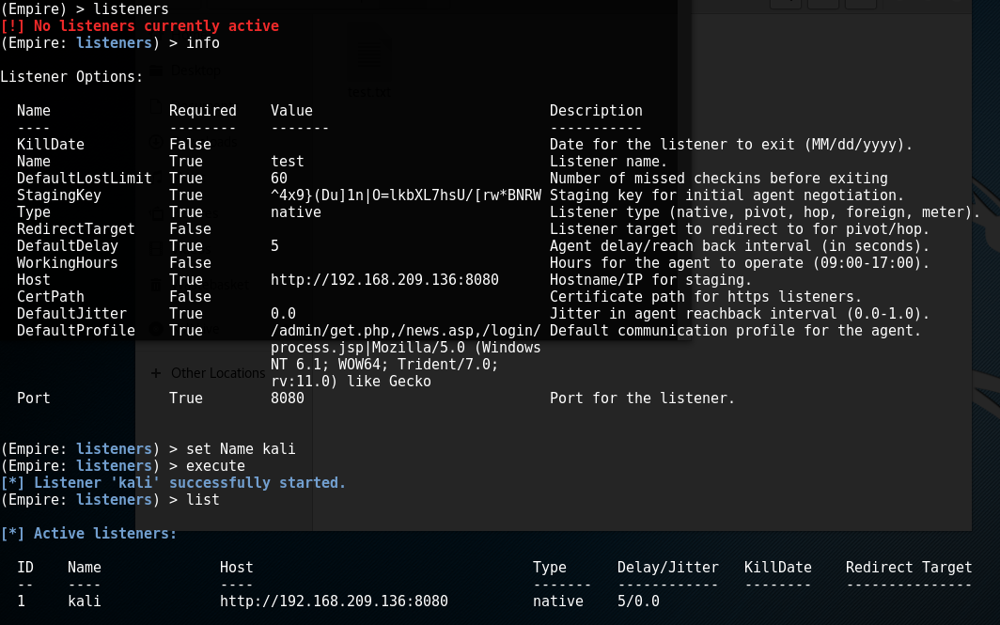 (Empire) > listeners
[!] No listeners currently active
(Empire: listeners) > info
Listener Options:
Name Required Value Description
---- -------- ------- -----------
KillDate False Date for the listener to exit (MM/dd/yyyy).
Name True test Listener name.
DefaultLostLimit True 60 Number of missed checkins before exiting
StagingKey True ^4x9}(Du]1n|O=lkbXL7hsU/[rw*BNRW Staging key for initial agent negotiation.
Type True native Listener type (native, pivot, hop, foreign, meter).
RedirectTarget False Listener target to redirect to for pivot/hop.
DefaultDelay True 5 Agent delay/reach back interval (in seconds).
WorkingHours False Hours for the agent to operate (09:00-17:00).
Host True http://192.168.209.136:8080 Hostname/IP for staging.
CertPath False Certificate path for https listeners.
DefaultJitter True 0.0 Jitter in agent reachback interval (0.0-1.0).
DefaultProfile True /admin/get.php,/news.asp,/login/ Default communication profile for the agent.
process.jsp|Mozilla/5.0 (Windows
NT 6.1; WOW64; Trident/7.0;
rv:11.0) like Gecko
Port True 8080 Port for the listener.
(Empire: listeners) > set Name kali
(Empire: listeners) > execute
[*] Listener 'kali' successfully started.
(Empire: listeners) > list
[*] Active listeners:
ID Name Host Type Delay/Jitter KillDate Redirect Target
-- ---- ---- ------- ------------ -------- ---------------
1 kali http://192.168.209.136:8080 native 5/0.0
Desktop
test.txt
+ Other Locations